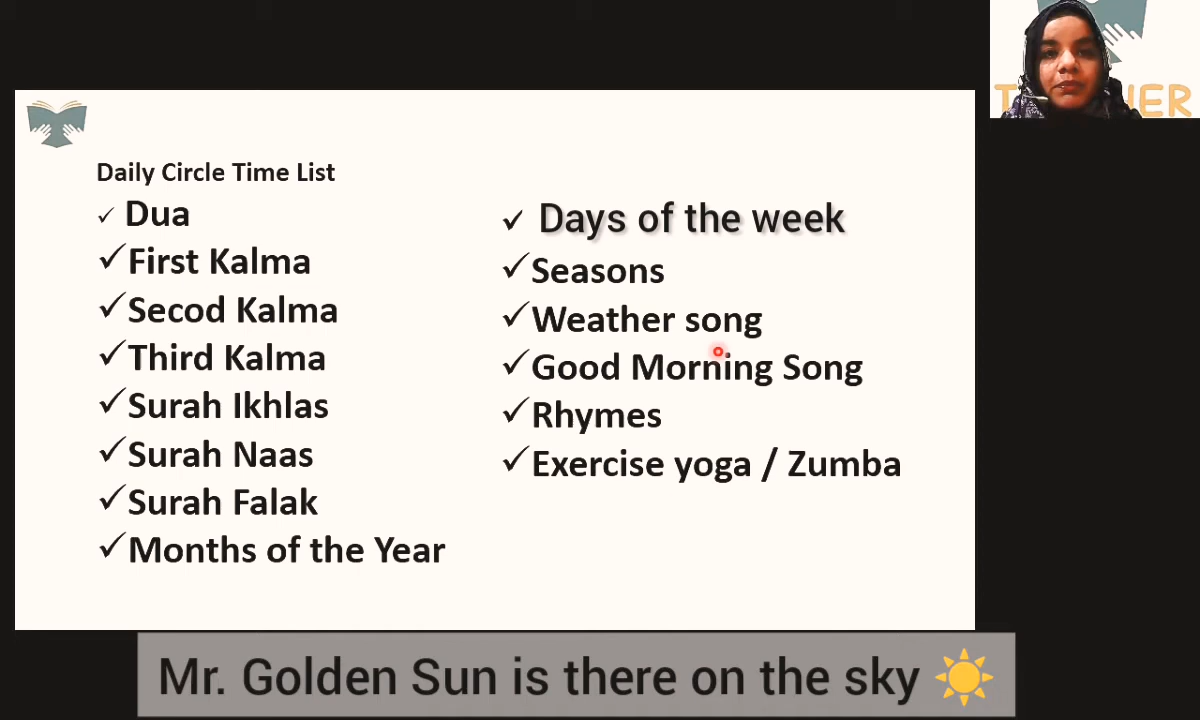 Daily Circle Time List
✓ Dua
✓First Kalma
✓Secod Kalma
✓Third Kalma
✓Surah Ikhlas
✓Surah Naas
✓Surah Falak
✓Months of the Year
✓ Days of the week
✓Seasons
✓Weather song
✓Good Morning Song
✓Rhymes
✓Exercise yoga / Zumba
Mr. Golden Sun is there on the sky ☀️